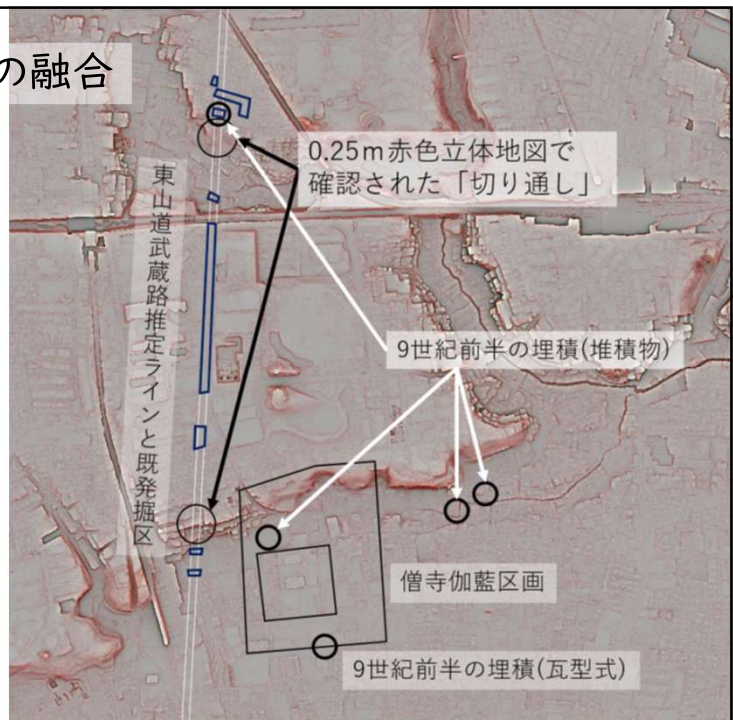 の融合
0.25m赤色立体地図で
確認された「切り通し」
東山道武蔵路推定ラインと既発掘区
9世紀前半の埋積(堆積物)
僧寺伽藍区画
9世紀前半の埋積(瓦型式)